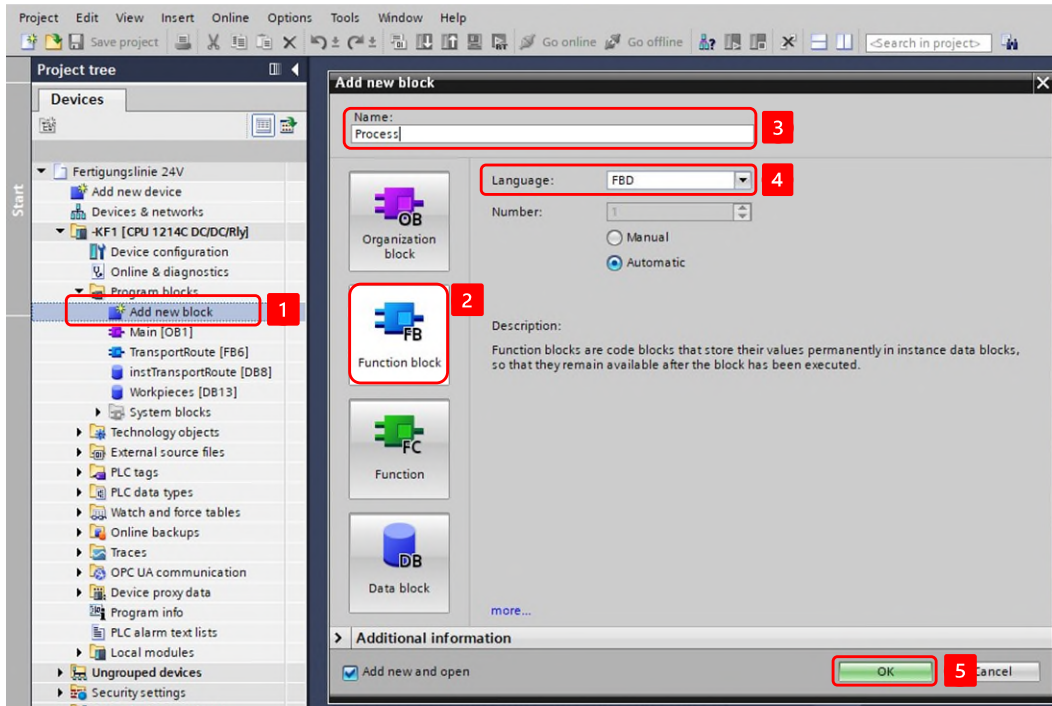 Project Edit View Insert Online Options Tools Window Help
Save project Go online Go offline <Search in project>
Start
Project tree
Devices
Fertigungslinie 24V
Add new device
Devices & networks
-KF1 [CPU 1214C DC/DC/Rly]
Device configuration
Online & diagnostics
Program blocks
Add new block
1
Main [OB1]
TransportRoute [FB6]
instTransportRoute [DB8]
Workpieces [DB13]
System blocks
Technology objects
External source files
PLC tags
PLC data types
Watch and force tables
Online backups
Traces
OPC UA communication
Device proxy data
Program info
PLC alarm text lists
Local modules
Ungrouped devices
Security settings
Add new block
Name:
Process
3
OB
Organization
block
2
FB
Function block
FC
Function
DB
Data block
Language: FBD
4
Number: 1
Manual
Automatic
Description:
Function blocks are code blocks that store their values permanently in instance data blocks,
so that they remain available after the block has been executed.
more...
Additional information
Add new and open
OK
5
ancel